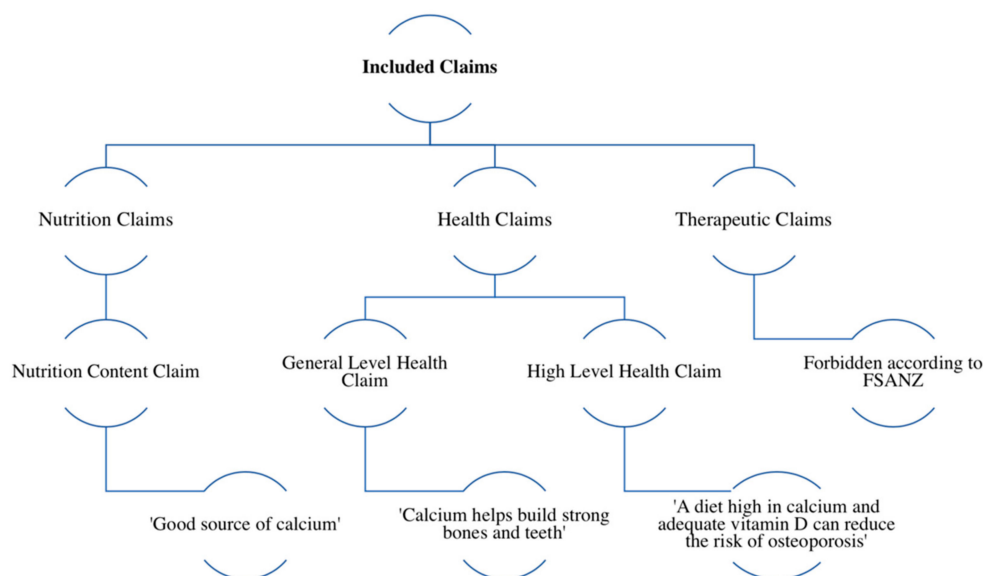 Included Claims
Nutrition Claims
Health Claims
Therapeutic Claims
Nutrition Content Claim
General Level Health
Claim
High Level Health Claim
Forbidden according to
FSANZ
'Good source of calcium'
'Calcium helps build strong
bones and teeth'
'A diet high in calcium and
adequate vitamin D can reduce
the risk of osteoporosis'